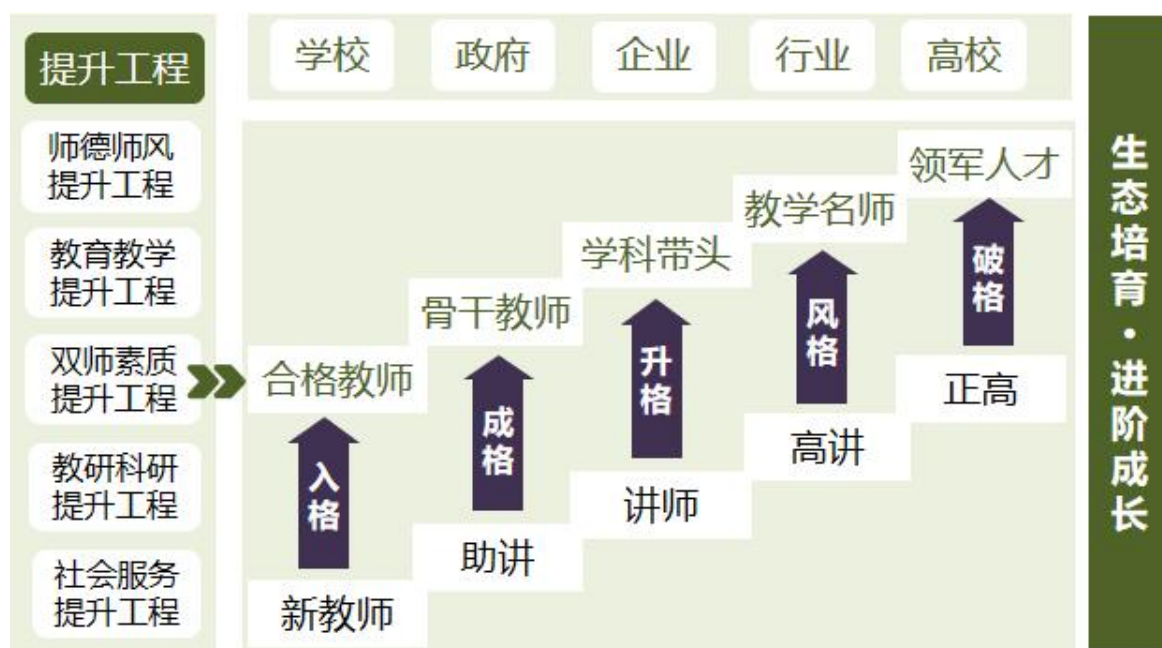 提升工程
师德师风
提升工程
教育教学
提升工程
双师素质
提升工程
教研科研
提升工程
社会服务
提升工程
学校
政府
企业
行业
高校
合格教师
入格
新教师
骨干教师
成格
助讲
学科带头
升格
讲师
教学名师
风格
高讲
领军人才
破格
正高
生态培育·进阶成长